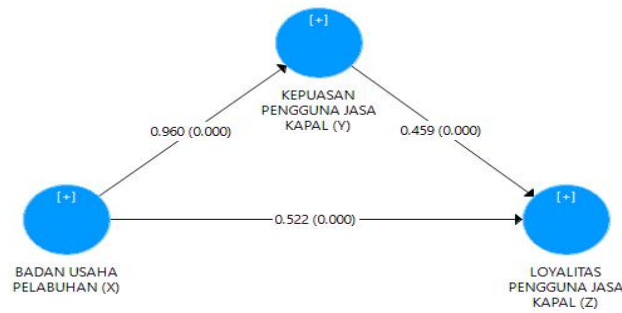 [+]
KEPUASAN
PENGGUNA JASA
KAPAL (Y)
0.960 (0.000)
0.459 (0.000)
[+]
0.522 (0.000)
[+]
BADAN USAHA
PELABUHAN (X)
LOYALITAS
PENGGUNA JASA
KAPAL (Z)